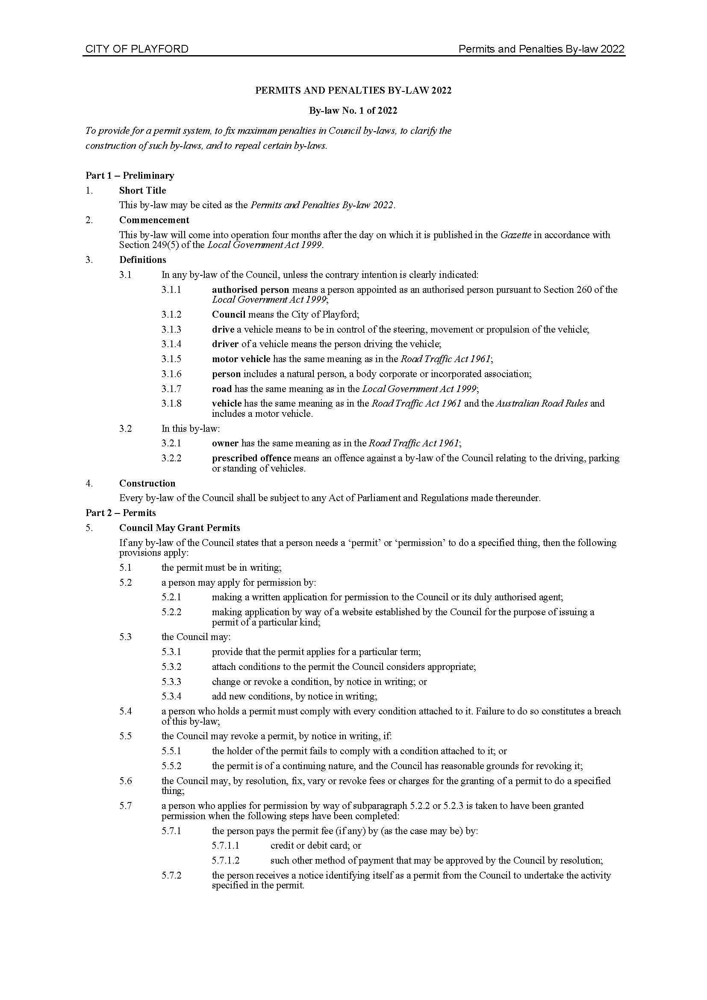 CITY OF PLAYFORD Permits and Penalties By-law 2022
PERMITS AND PENALTIES BY-LAW 2022
By-law No. 1 of 2022
To provide for a permit system, to fix maximum penalties in Council by-laws, to clarify the
construction of such by-laws, and to repeal certain by-laws.
Part 1 – Preliminary
1. Short Title
This by-law may be cited as the Permits and Penalties By-law 2022.
2. Commencement
This by-law will come into operation four months after the day on which it is published in the Gazette in accordance with
Section 249(5) of the Local Government Act 1999.
3. Definitions
3.1 In any by-law of the Council, unless the contrary intention is clearly indicated:
3.1.1 authorised person means a person appointed as an authorised person pursuant to Section 260 of the
Local Government Act 1999;
3.1.2 Council means the City of Playford;
3.1.3 drive a vehicle means to be in control of the steering, movement or propulsion of the vehicle;
3.1.4 driver of a vehicle means the person driving the vehicle;
3.1.5 motor vehicle has the same meaning as in the Road Traffic Act 1961;
3.1.6 person includes a natural person, a body corporate or incorporated association;
3.1.7 road has the same meaning as in the Local Government Act 1999;
3.1.8 vehicle has the same meaning as in the Road Traffic Act 1961 and the Australian Road Rules and
includes a motor vehicle.
3.2 In this by-law:
3.2.1 owner has the same meaning as in the Road Traffic Act 1961;
3.2.2 prescribed offence means an offence against a by-law of the Council relating to the driving, parking
or standing of vehicles.
4. Construction
Every by-law of the Council shall be subject to any Act of Parliament and Regulations made thereunder.
Part 2 – Permits
5. Council May Grant Permits
If any by-law of the Council states that a person needs a ‘permit’ or ‘permission’ to do a specified thing, then the following
provisions apply:
5.1 the permit must be in writing;
5.2 a person may apply for permission by:
5.2.1 making a written application for permission to the Council or its duly authorised agent;
5.2.2 making application by way of a website established by the Council for the purpose of issuing a
permit of a particular kind;
5.3 the Council may:
5.3.1 provide that the permit applies for a particular term;
5.3.2 attach conditions to the permit the Council considers appropriate;
5.3.3 change or revoke a condition, by notice in writing; or
5.3.4 add new conditions, by notice in writing;
5.4 a person who holds a permit must comply with every condition attached to it. Failure to do so constitutes a breach
of this by-law;
5.5 the Council may revoke a permit, by notice in writing, if:
5.5.1 the holder of the permit fails to comply with a condition attached to it; or
5.5.2 the permit is of a continuing nature, and the Council has reasonable grounds for revoking it;
5.6 the Council may, by resolution, fix, vary or revoke fees or charges for the granting of a permit to do a specified
thing;
5.7 a person who applies for permission by way of subparagraph 5.2.2 or 5.2.3 is taken to have been granted
permission when the following steps have been completed:
5.7.1 the person pays the permit fee (if any) by (as the case may be) by:
5.7.1.1 credit or debit card; or
5.7.1.2 such other method of payment that may be approved by the Council by resolution;
5.7.2 the person receives a notice identifying itself as a permit from the Council to undertake the activity
specified in the permit.